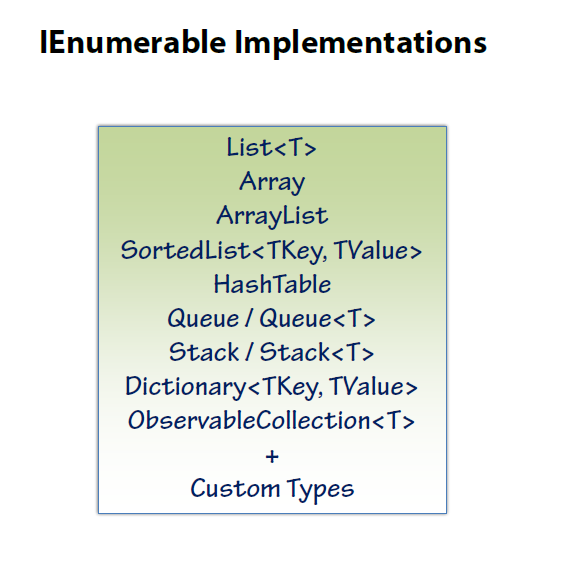 IEnumerable Implementations
List<T>
Array
ArrayList
SortedList<TKey, TValue>
HashTable
Queue / Queue<T>
Stack / Stack<T>
Dictionary<TKey, TValue>
ObservableCollection<T>
+
Custom Types